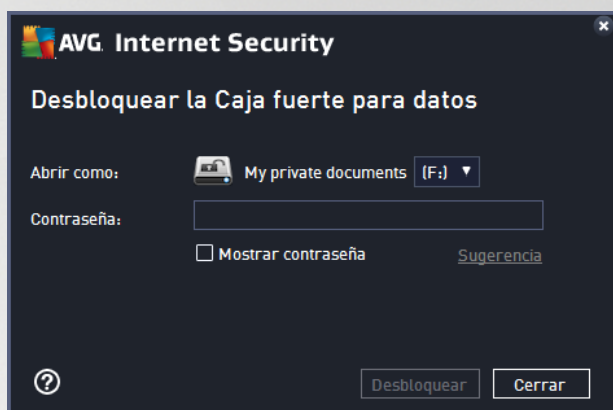 AVG. Internet Security
Desbloquear la Caja fuerte para datos
Abrir como: My private documents (F:)
Contraseña:
Mostrar contraseña Sugerencia
Desbloquear Cerrar